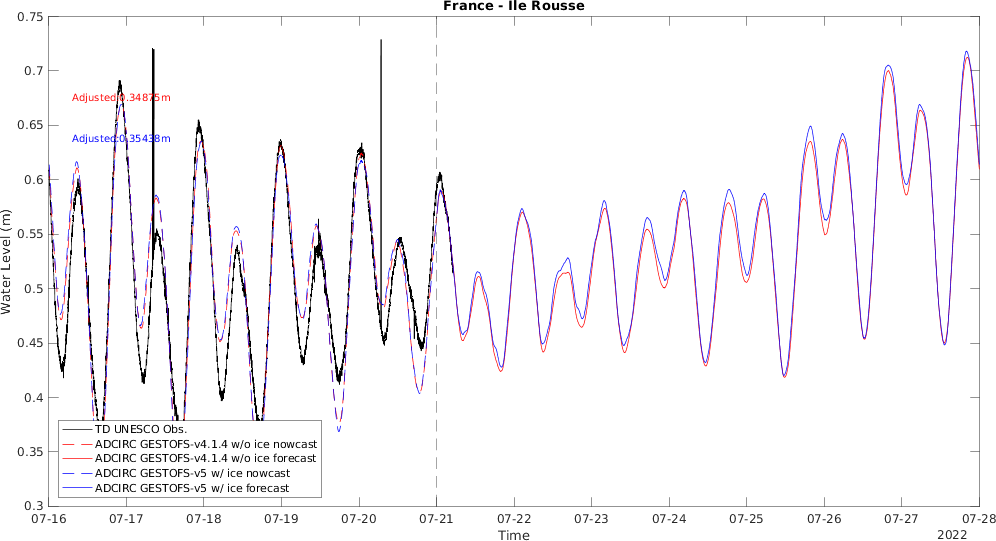 France - Ile Rousse
Water Level (m)
0.75
0.7
0.65
0.6
0.55
0.5
0.45
0.4
0.35
0.3
Adjusted:0.34875m
Adjusted:0.35438m
TD UNESCO Obs.
ADCIRC GESTOFS-v4.1.4 w/o ice nowcast
ADCIRC GESTOFS-v4.1.4 w/o ice forecast
ADCIRC GESTOFS-v5 w/ ice nowcast
ADCIRC GESTOFS-v5 w/ ice forecast
07-16 07-17 07-18 07-19 07-20 07-21 07-22 07-23 07-24 07-25 07-26 07-27 07-28
Time
2022